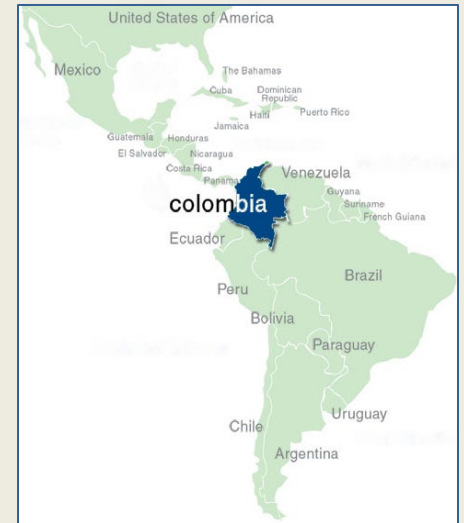 United States of America
Mexico
The Bahamas
Cuba
Dominican
Republic
Haiti
Puerto Rico
Jamaica
Guatemala
Honduras
El Salvador
Nicaragua
Costa Rica
Panama
Venezuela
Guyana
Suriname
French Guiana
colombia
Ecuador
Brazil
Peru
Bolivia
Paraguay
Uruguay
Chile
Argentina